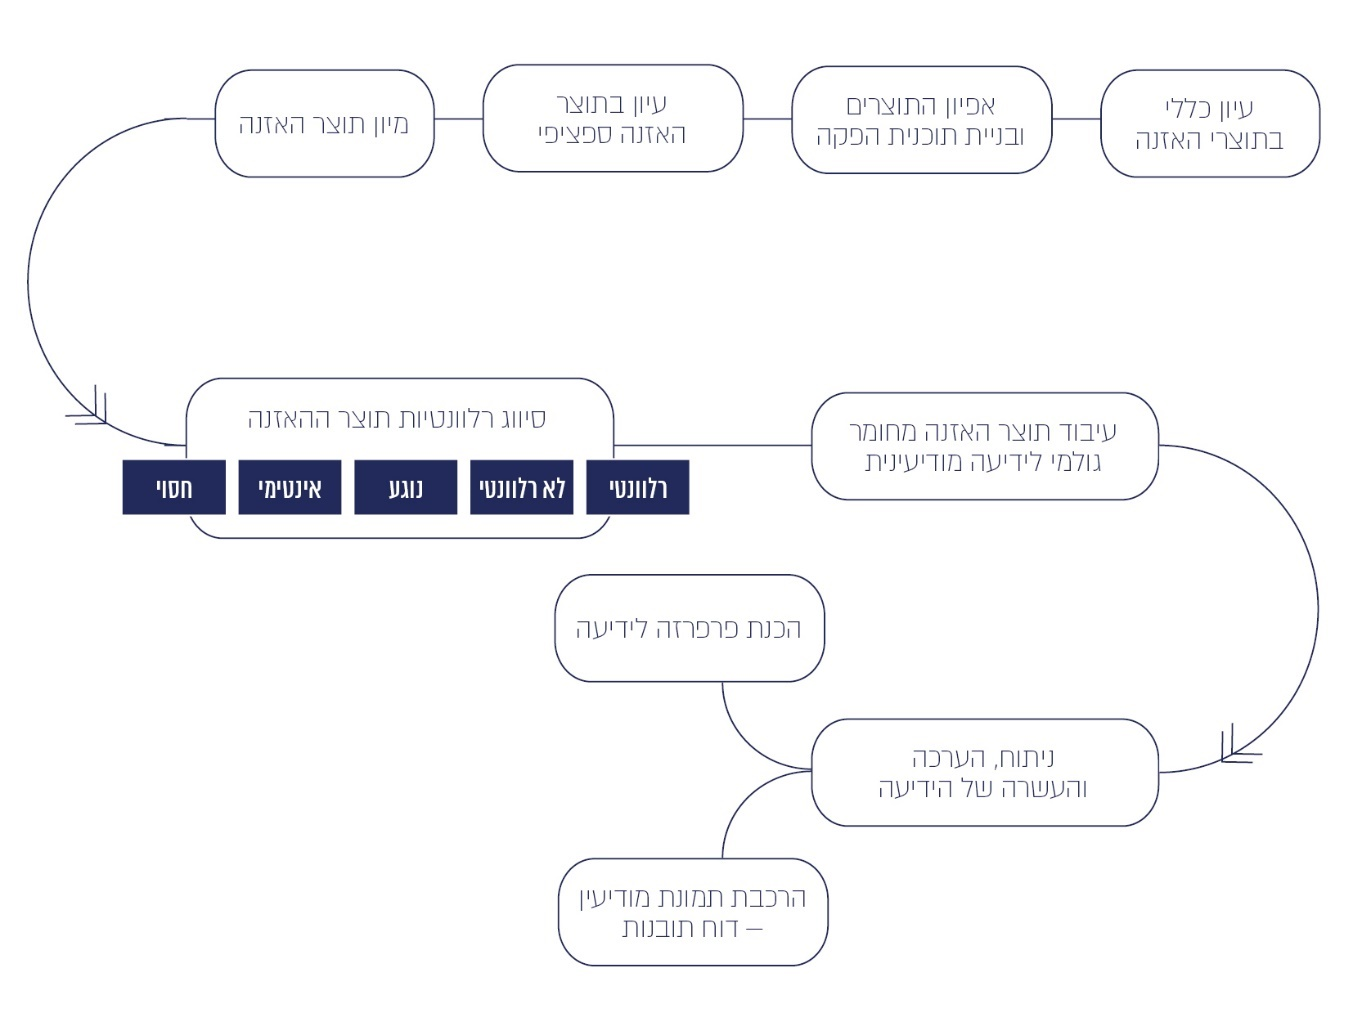 עיון כללי
בתוצרי האזנה
אפיון התוצרים
ובניית תוכנית הפקה
עיון בתוצר
האזנה ספציפי
מיון תוצר האזנה
סיווג רלוונטיות תוצר ההאזנה
רלוונטי
לא רלוונטי
נוגע
אינטימי
חסוי
עיבוד תוצר האזנה מחומר
גולמי לידיעה מודיעינית
ניתוח, הערכה
והעשרה של הידיעה
הכנת פרפרזה לידיעה
הרכבת תמונת מודיעין
– דוח תובנות